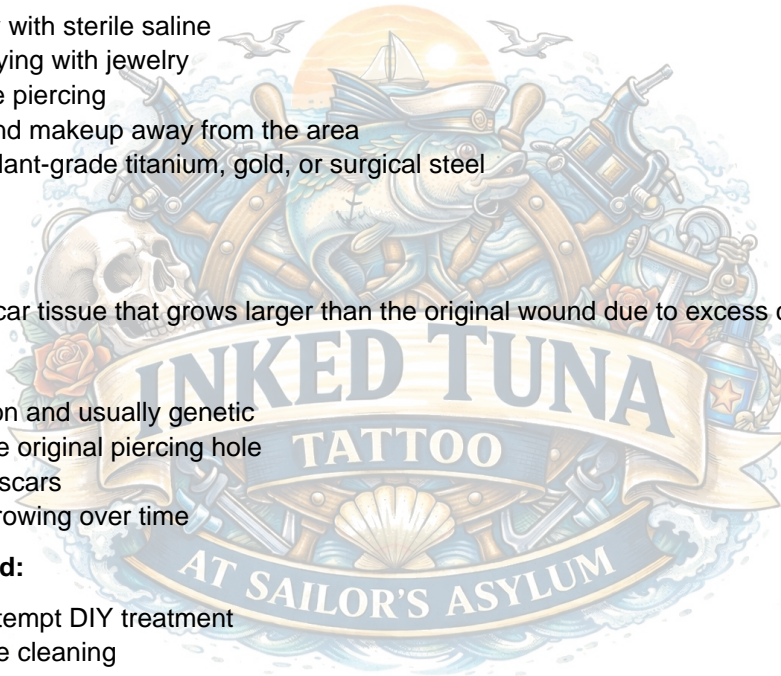 with sterile saline
ying with jewelry
e piercing
nd makeup away from the area
lant-grade titanium, gold, or surgical steel
car tissue that grows larger than the original wound due to excess
on and usually genetic
e original piercing hole
scars
rowing over time
d:
tempt DIY treatment
e cleaning
INKED TUNA
TATTOO
AT SAILOR'S ASYLUM